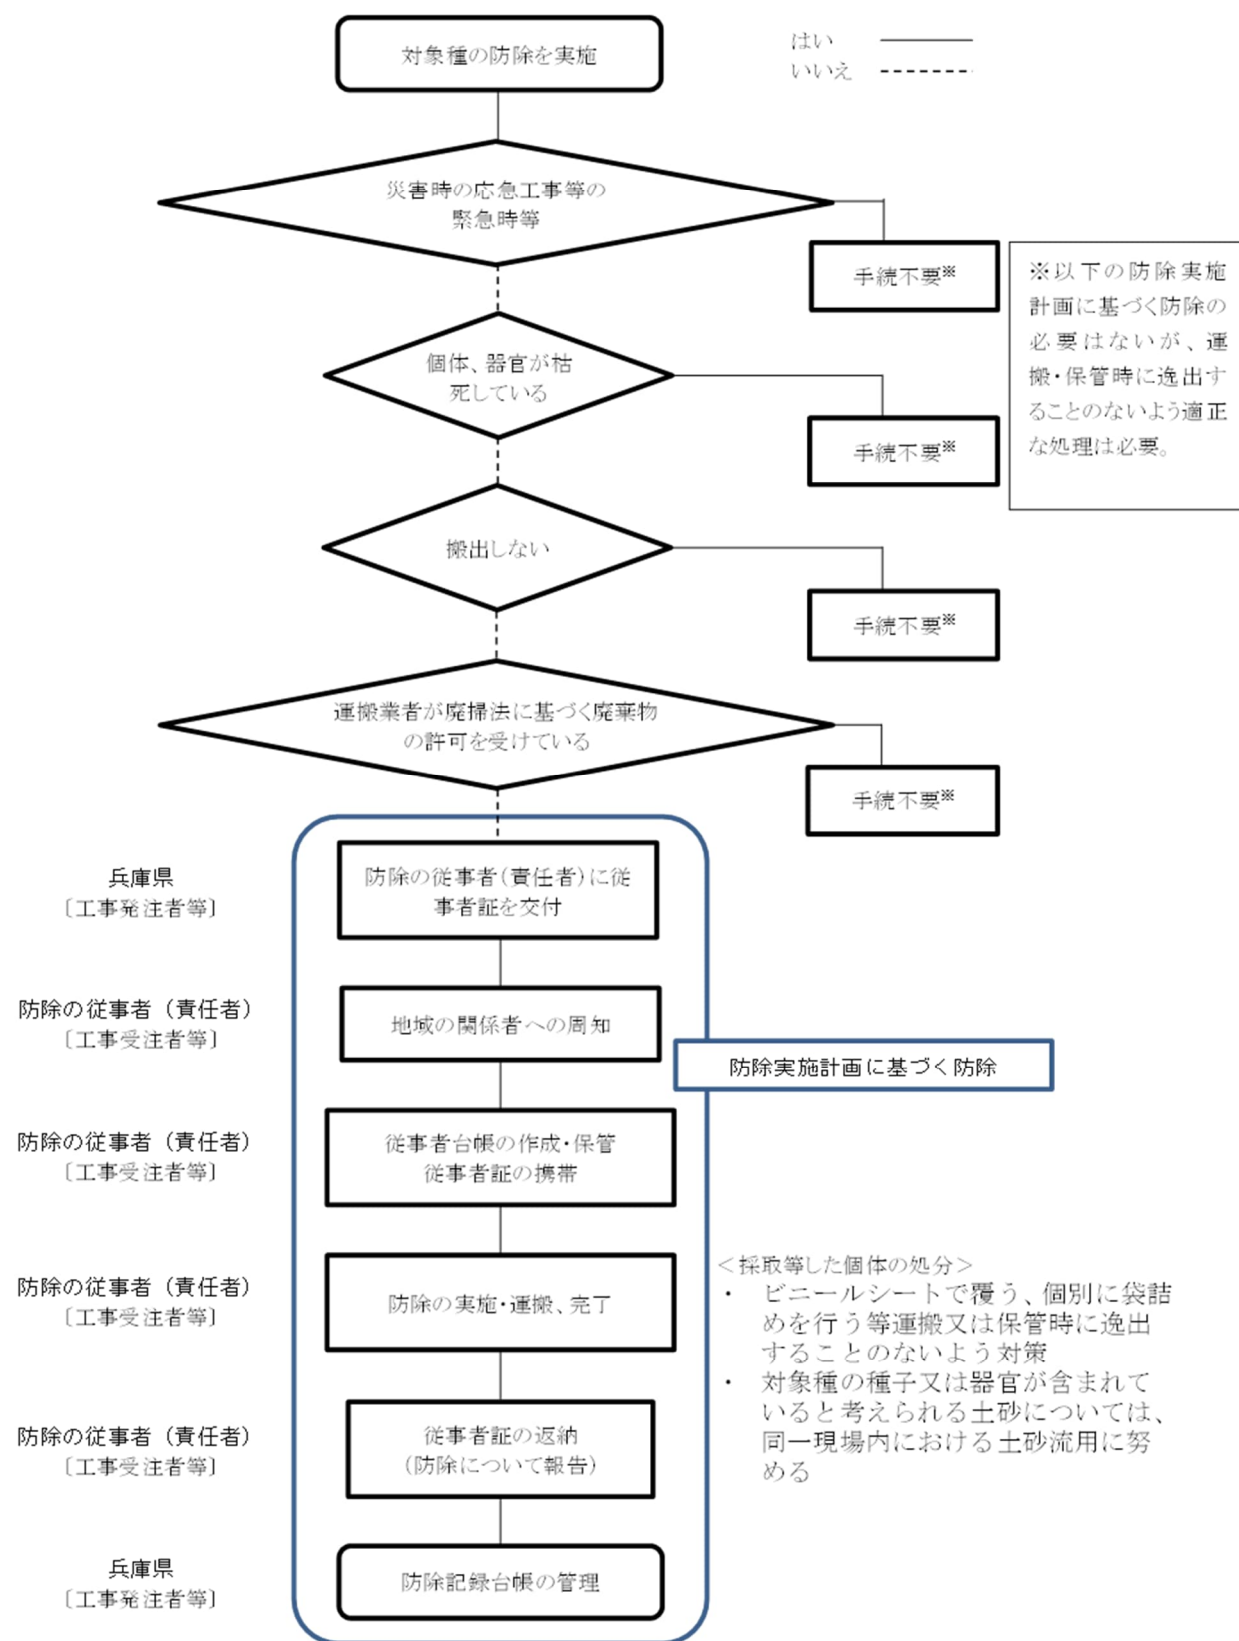 対象種の防除を実施
はい
いいえ
災害時の応急工事等の
緊急時等
手続不要※
※以下の防除実施
計画に基づく防除の
必要はないが、運
搬・保管時に逸出す
ることのないよう適正
な処理は必要。
個体、器官が枯
死している
手続不要※
搬出しない
手続不要※
運搬業者が廃掃法に基づく廃棄物
の許可を受けている
手続不要※
兵庫県
〔工事発注者等〕
防除の従事者(責任者)に従
事者証を交付
防除の従事者（責任者）
〔工事受注者等〕
地域の関係者への周知
防除実施計画に基づく防除
防除の従事者（責任者）
〔工事受注者等〕
従事者台帳の作成・保管
従事者証の携帯
防除の従事者（責任者）
〔工事受注者等〕
防除の実施・運搬、完了
＜採取等した個体の処分＞
・ ビニールシートで覆う、個別に袋詰
めを行う等運搬又は保管時に逸出
することのないよう対策
・ 対象種の種子又は器官が含まれて
いると考えられる土砂については、
同一現場内における土砂流用に努
める
防除の従事者（責任者）
〔工事受注者等〕
従事者証の返納
(防除について報告)
兵庫県
〔工事発注者等〕
防除記録台帳の管理